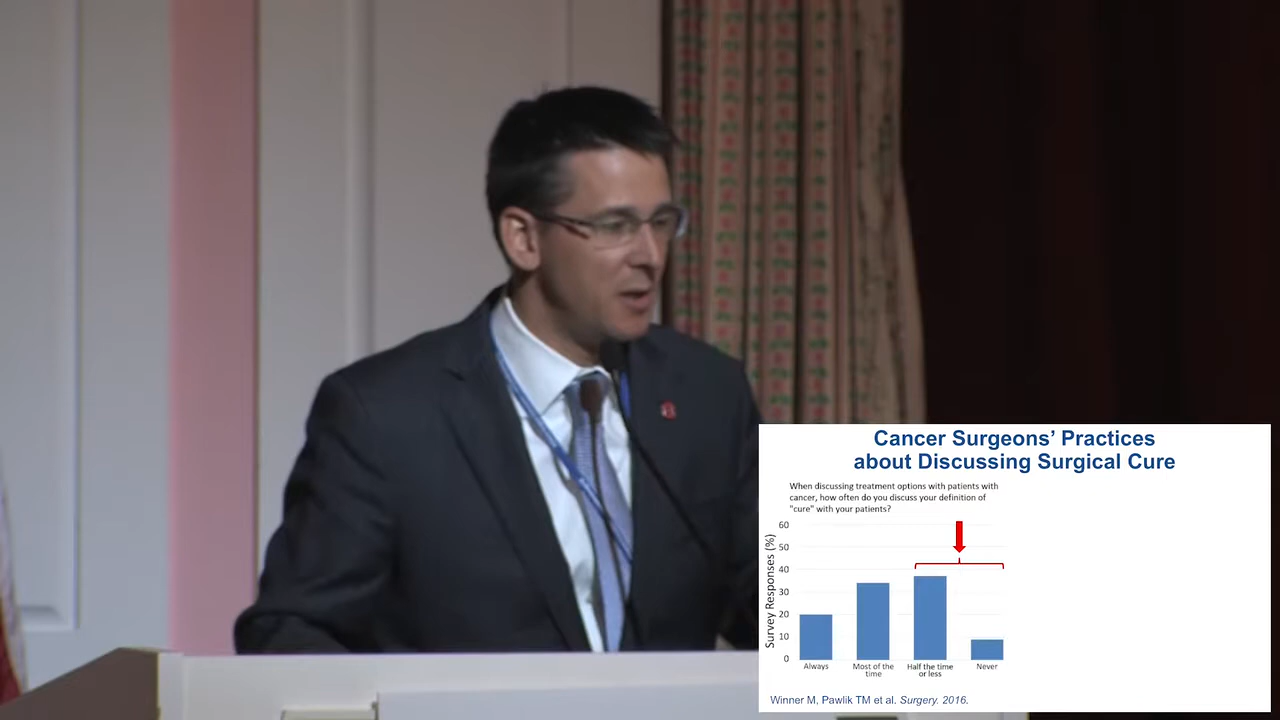 Cancer Surgeons' Practices
about Discussing Surgical Cure
When discussing treatment options with patients with
cancer, how often do you discuss your definition of
"cure" with your patients?
Survey Responses (%)
60
50
40
30
20
10
0
Always
Most of the
time
Half the time
or less
Never
Winner M, Pawlik TM et al. Surgery. 2016.